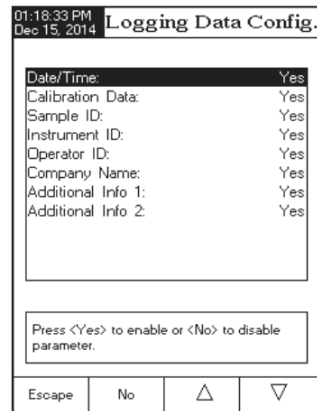 01:18:33 PM
Dec 15, 2014
Logging Data Config.
Date/Time: Yes
Calibration Data: Yes
Sample ID: Yes
Instrument ID: Yes
Operator ID: Yes
Company Name: Yes
Additional Info 1: Yes
Additional Info 2: Yes
Press <Yes> to enable or <No> to disable
parameter.
Escape No △ ▽